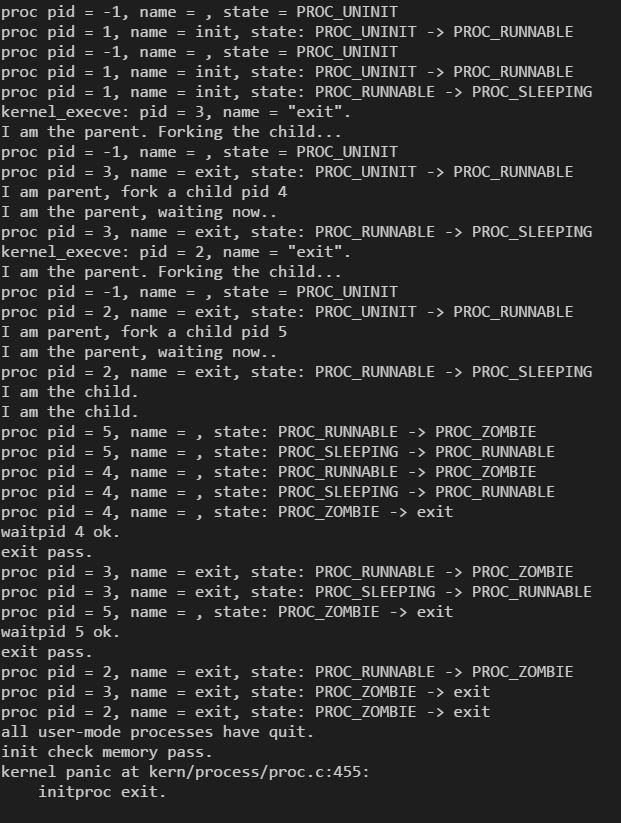 proc pid = -1, name = , state = PROC_UNINIT
proc pid = 1, name = init, state: PROC_UNINIT -> PROC_RUNNABLE
proc pid = -1, name = , state = PROC_UNINIT
proc pid = 1, name = init, state: PROC_UNINIT -> PROC_RUNNABLE
proc pid = 1, name = init, state: PROC_RUNNABLE -> PROC_SLEEPING
kernel_execve: pid = 3, name = "exit".
I am the parent. Forking the child...
proc pid = -1, name = , state = PROC_UNINIT
proc pid = 3, name = exit, state: PROC_UNINIT -> PROC_RUNNABLE
I am parent, fork a child pid 4
I am the parent, waiting now..
proc pid = 3, name = exit, state: PROC_RUNNABLE -> PROC_SLEEPING
kernel_execve: pid = 2, name = "exit".
I am the parent. Forking the child...
proc pid = -1, name = , state = PROC_UNINIT
proc pid = 2, name = exit, state: PROC_UNINIT -> PROC_RUNNABLE
I am parent, fork a child pid 5
I am the parent, waiting now..
proc pid = 2, name = exit, state: PROC_RUNNABLE -> PROC_SLEEPING
I am the child.
I am the child.
proc pid = 5, name = , state: PROC_RUNNABLE -> PROC_ZOMBIE
proc pid = 5, name = , state: PROC_SLEEPING -> PROC_RUNNABLE
proc pid = 4, name = , state: PROC_RUNNABLE -> PROC_ZOMBIE
proc pid = 4, name = , state: PROC_SLEEPING -> PROC_RUNNABLE
proc pid = 4, name = , state: PROC_ZOMBIE -> exit
waitpid 4 ok.
exit pass.
proc pid = 3, name = exit, state: PROC_RUNNABLE -> PROC_ZOMBIE
proc pid = 3, name = exit, state: PROC_SLEEPING -> PROC_RUNNABLE
proc pid = 5, name = , state: PROC_ZOMBIE -> exit
waitpid 5 ok.
exit pass.
proc pid = 2, name = exit, state: PROC_RUNNABLE -> PROC_ZOMBIE
proc pid = 3, name = exit, state: PROC_ZOMBIE -> exit
proc pid = 2, name = exit, state: PROC_ZOMBIE -> exit
all user-mode processes have quit.
init check memory pass.
kernel panic at kern/process/proc.c:455:
    initproc exit.